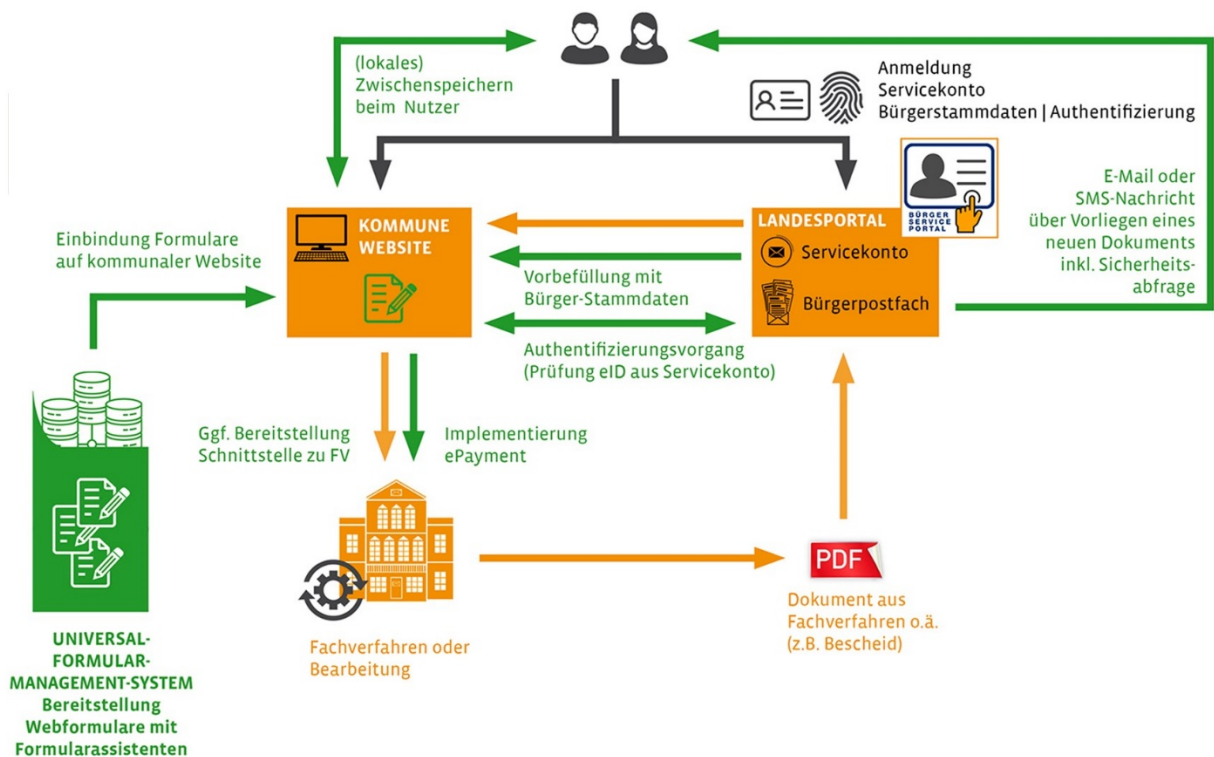 (lokales)
Zwischenspeichern
beim Nutzer
Anmeldung
Servicekonto
Bürgerstammdaten | Authentifizierung
E-Mail oder
SMS-Nachricht
über Vorliegen eines
neuen Dokuments
inkl. Sicherheits-
abfrage
Einbindung Formulare
auf kommunaler Website
KOMMUNE
WEBSITE
LANDESPORTAL
BÜRGER
SERVICE
PORTAL
Servicekonto
Bürgerpostfach
Vorbefüllung mit
Bürger-Stammdaten
Authentifizierungsvorgang
(Prüfung eID aus Servicekonto)
Ggf. Bereitstellung
Schnittstelle zu FV
Implementierung
ePayment
PDF
Dokument aus
Fachverfahren o.ä.
(z.B. Bescheid)
Fachverfahren oder
Bearbeitung
UNIVERSAL-
FORMULAR-
MANAGEMENT-SYSTEM
Bereitstellung
Webformulare mit
Formularassistenten